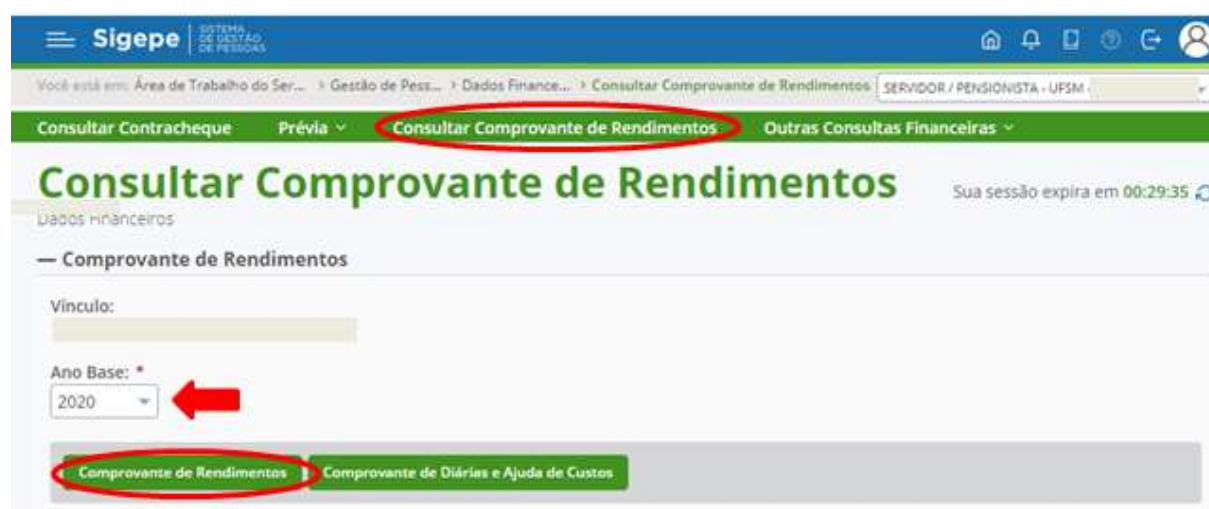 Sigepe SISTEMA DE GESTÃO DE PESSOAS
Você está em: Área de Trabalho do Ser... › Gestão de Pess... › Dados Finance... › Consultar Comprovante de Rendimentos SERVIDOR / PENSIONISTA - UFSM -
Consultar Contracheque Prévia Consultar Comprovante de Rendimentos Outras Consultas Financeiras
Consultar Comprovante de Rendimentos
Sua sessão expira em 00:29:35
Dados Financeiros
— Comprovante de Rendimentos
Vínculo:
Ano Base: *
2020
Comprovante de Rendimentos Comprovante de Diárias e Ajuda de Custos